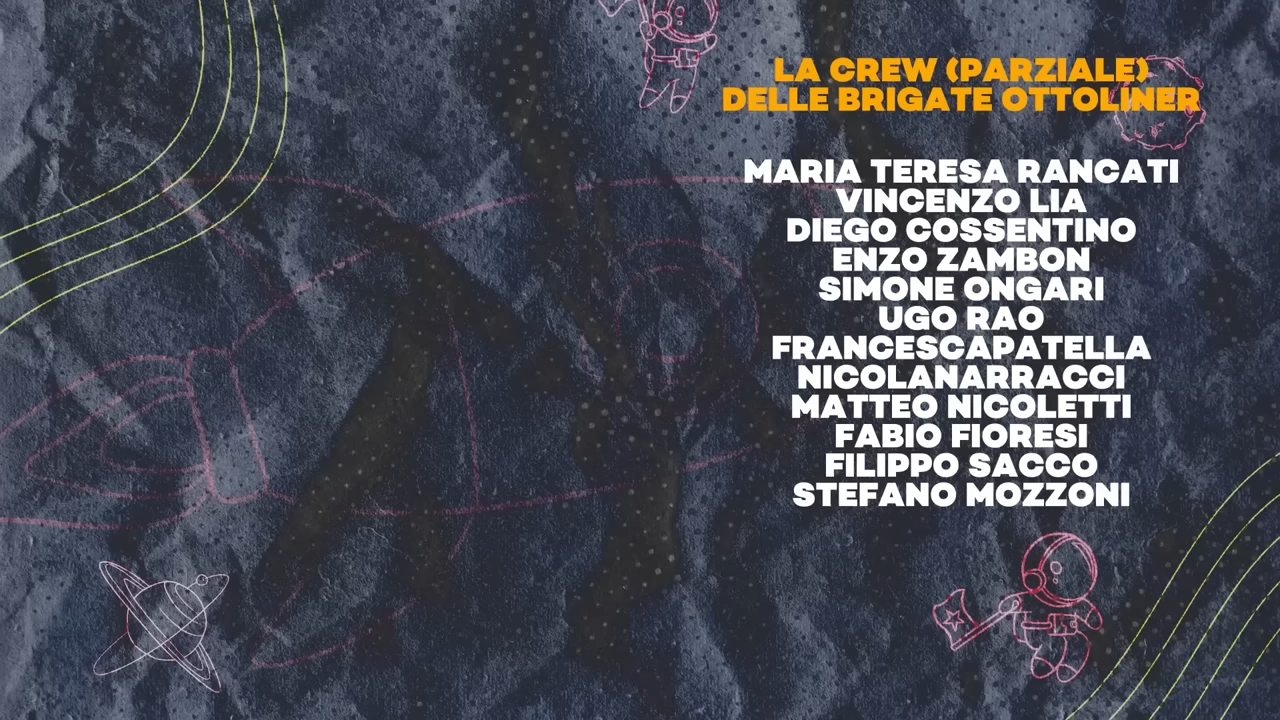 LA CREW (PARZIALE)
DELLE BRIGATE OTTOLINER
MARIA TERESA RANCATI
VINCENZO LIA
DIEGO COSSENTINO
ENZO ZAMBON
SIMONE ONGARI
UGO RAO
FRANCESCAPATELLA
NICOLANARRACCI
MATTEO NICOLETTI
FABIO FIORESI
FILIPPO SACCO
STEFANO MOZZONI